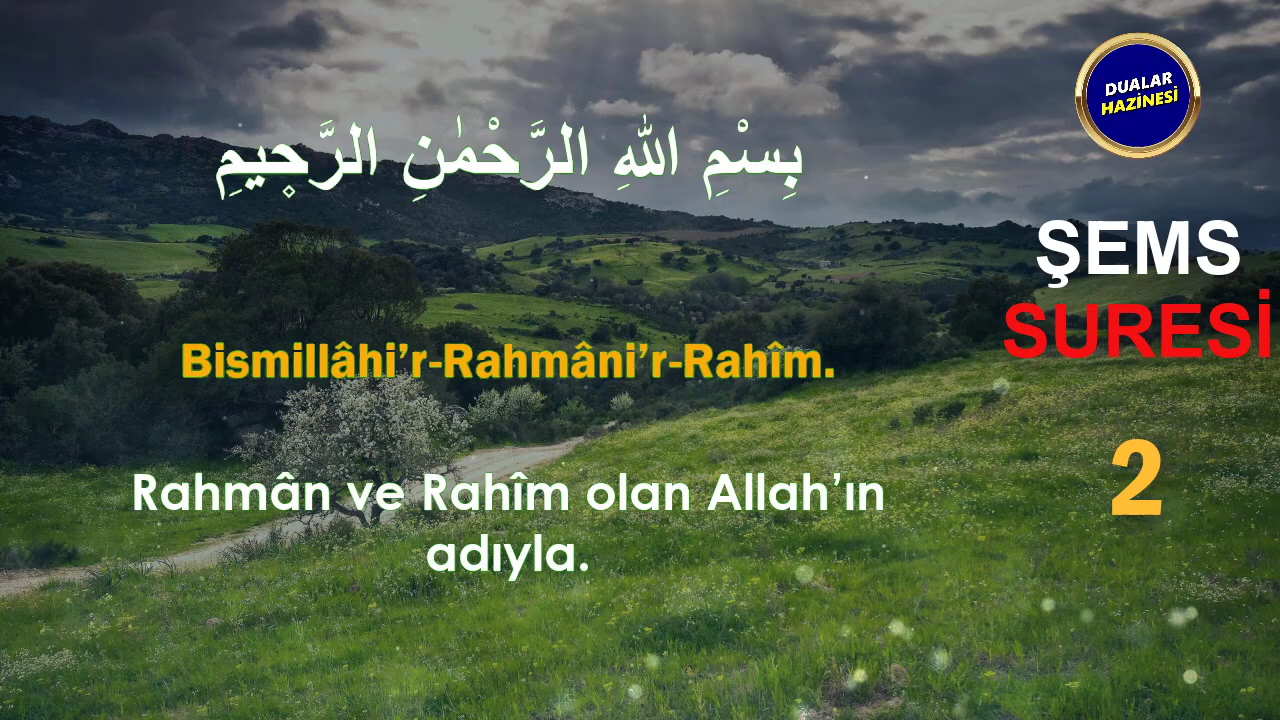 بِسْمِ اللهِ الرَّحْمٰنِ الرَّح۪يمِ
Bismillâhi’r-Rahmâni’r-Rahîm.
Rahmân ve Rahîm olan Allah’ın
adıyla.
DUALAR
HAZİNESİ
ŞEMS
SURESİ
2